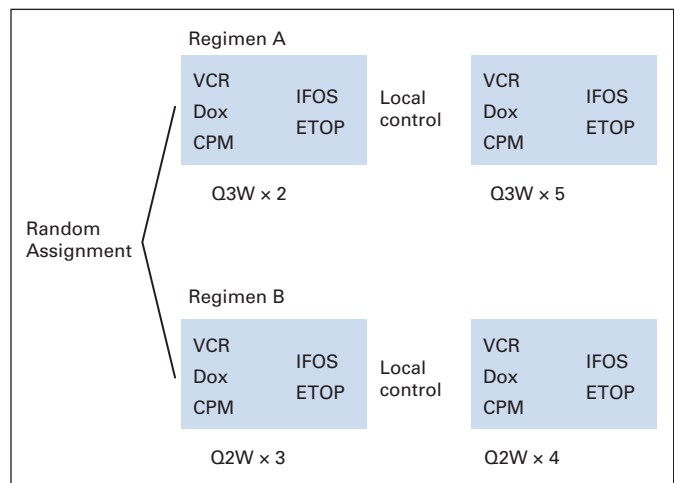 Regimen A
VCR
Dox
CPM
IFOS
ETOP
Local
control
VCR
Dox
CPM
IFOS
ETOP
Q3W × 2
Q3W × 5
Random
Assignment
Regimen B
VCR
Dox
CPM
IFOS
ETOP
Local
control
VCR
Dox
CPM
IFOS
ETOP
Q2W × 3
Q2W × 4